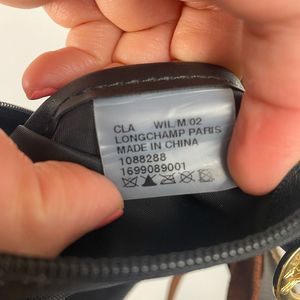 CLA WIL/M/02
LONGCHAMP PARIS
MADE IN CHINA
1088288
1699089001